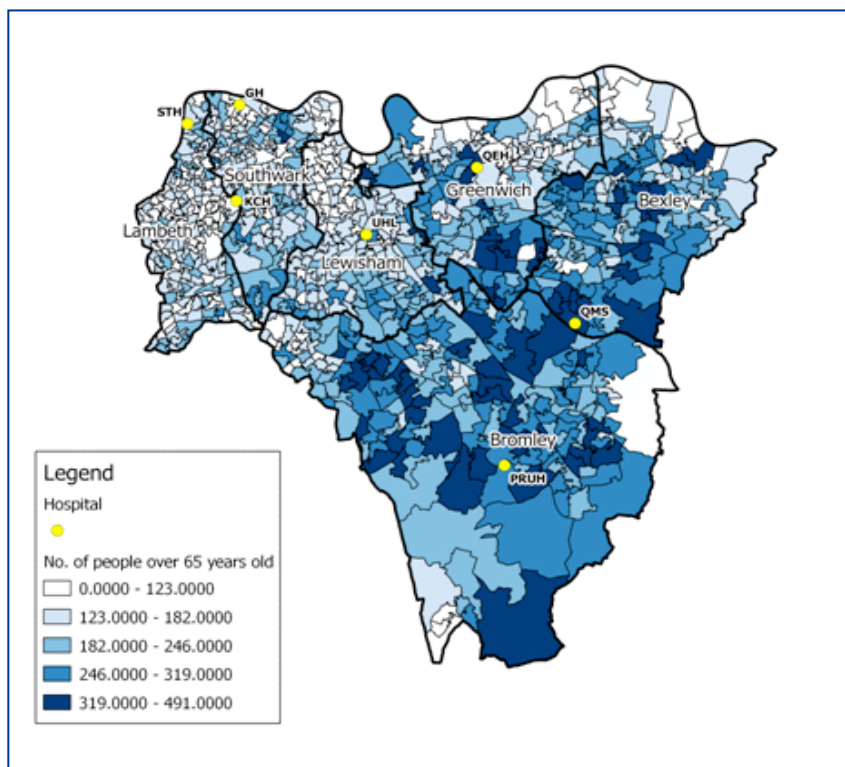 GH
STH
Southwark
KCH
Lambeth
UHL
Lewisham
QEH
Greenwich
Bexley
QMS
Bromley
PRUH
Legend
Hospital
No. of people over 65 years old
0.0000 - 123.0000
123.0000 - 182.0000
182.0000 - 246.0000
246.0000 - 319.0000
319.0000 - 491.0000